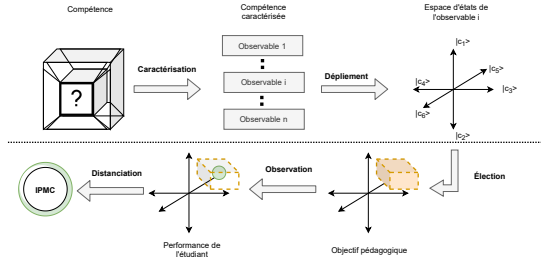 Compétence
Compétence
caractérisée
Espace d'états de
l'observable i
?
Caractérisation
Observable 1
Observable i
Observable n
Dépliement
|c₁>
|c₅>
|c₄>
|c₃>
|c₆>
|c₂>
Élection
IPMC
Distanciation
Observation
Performance de
l'étudiant
Objectif pédagogique